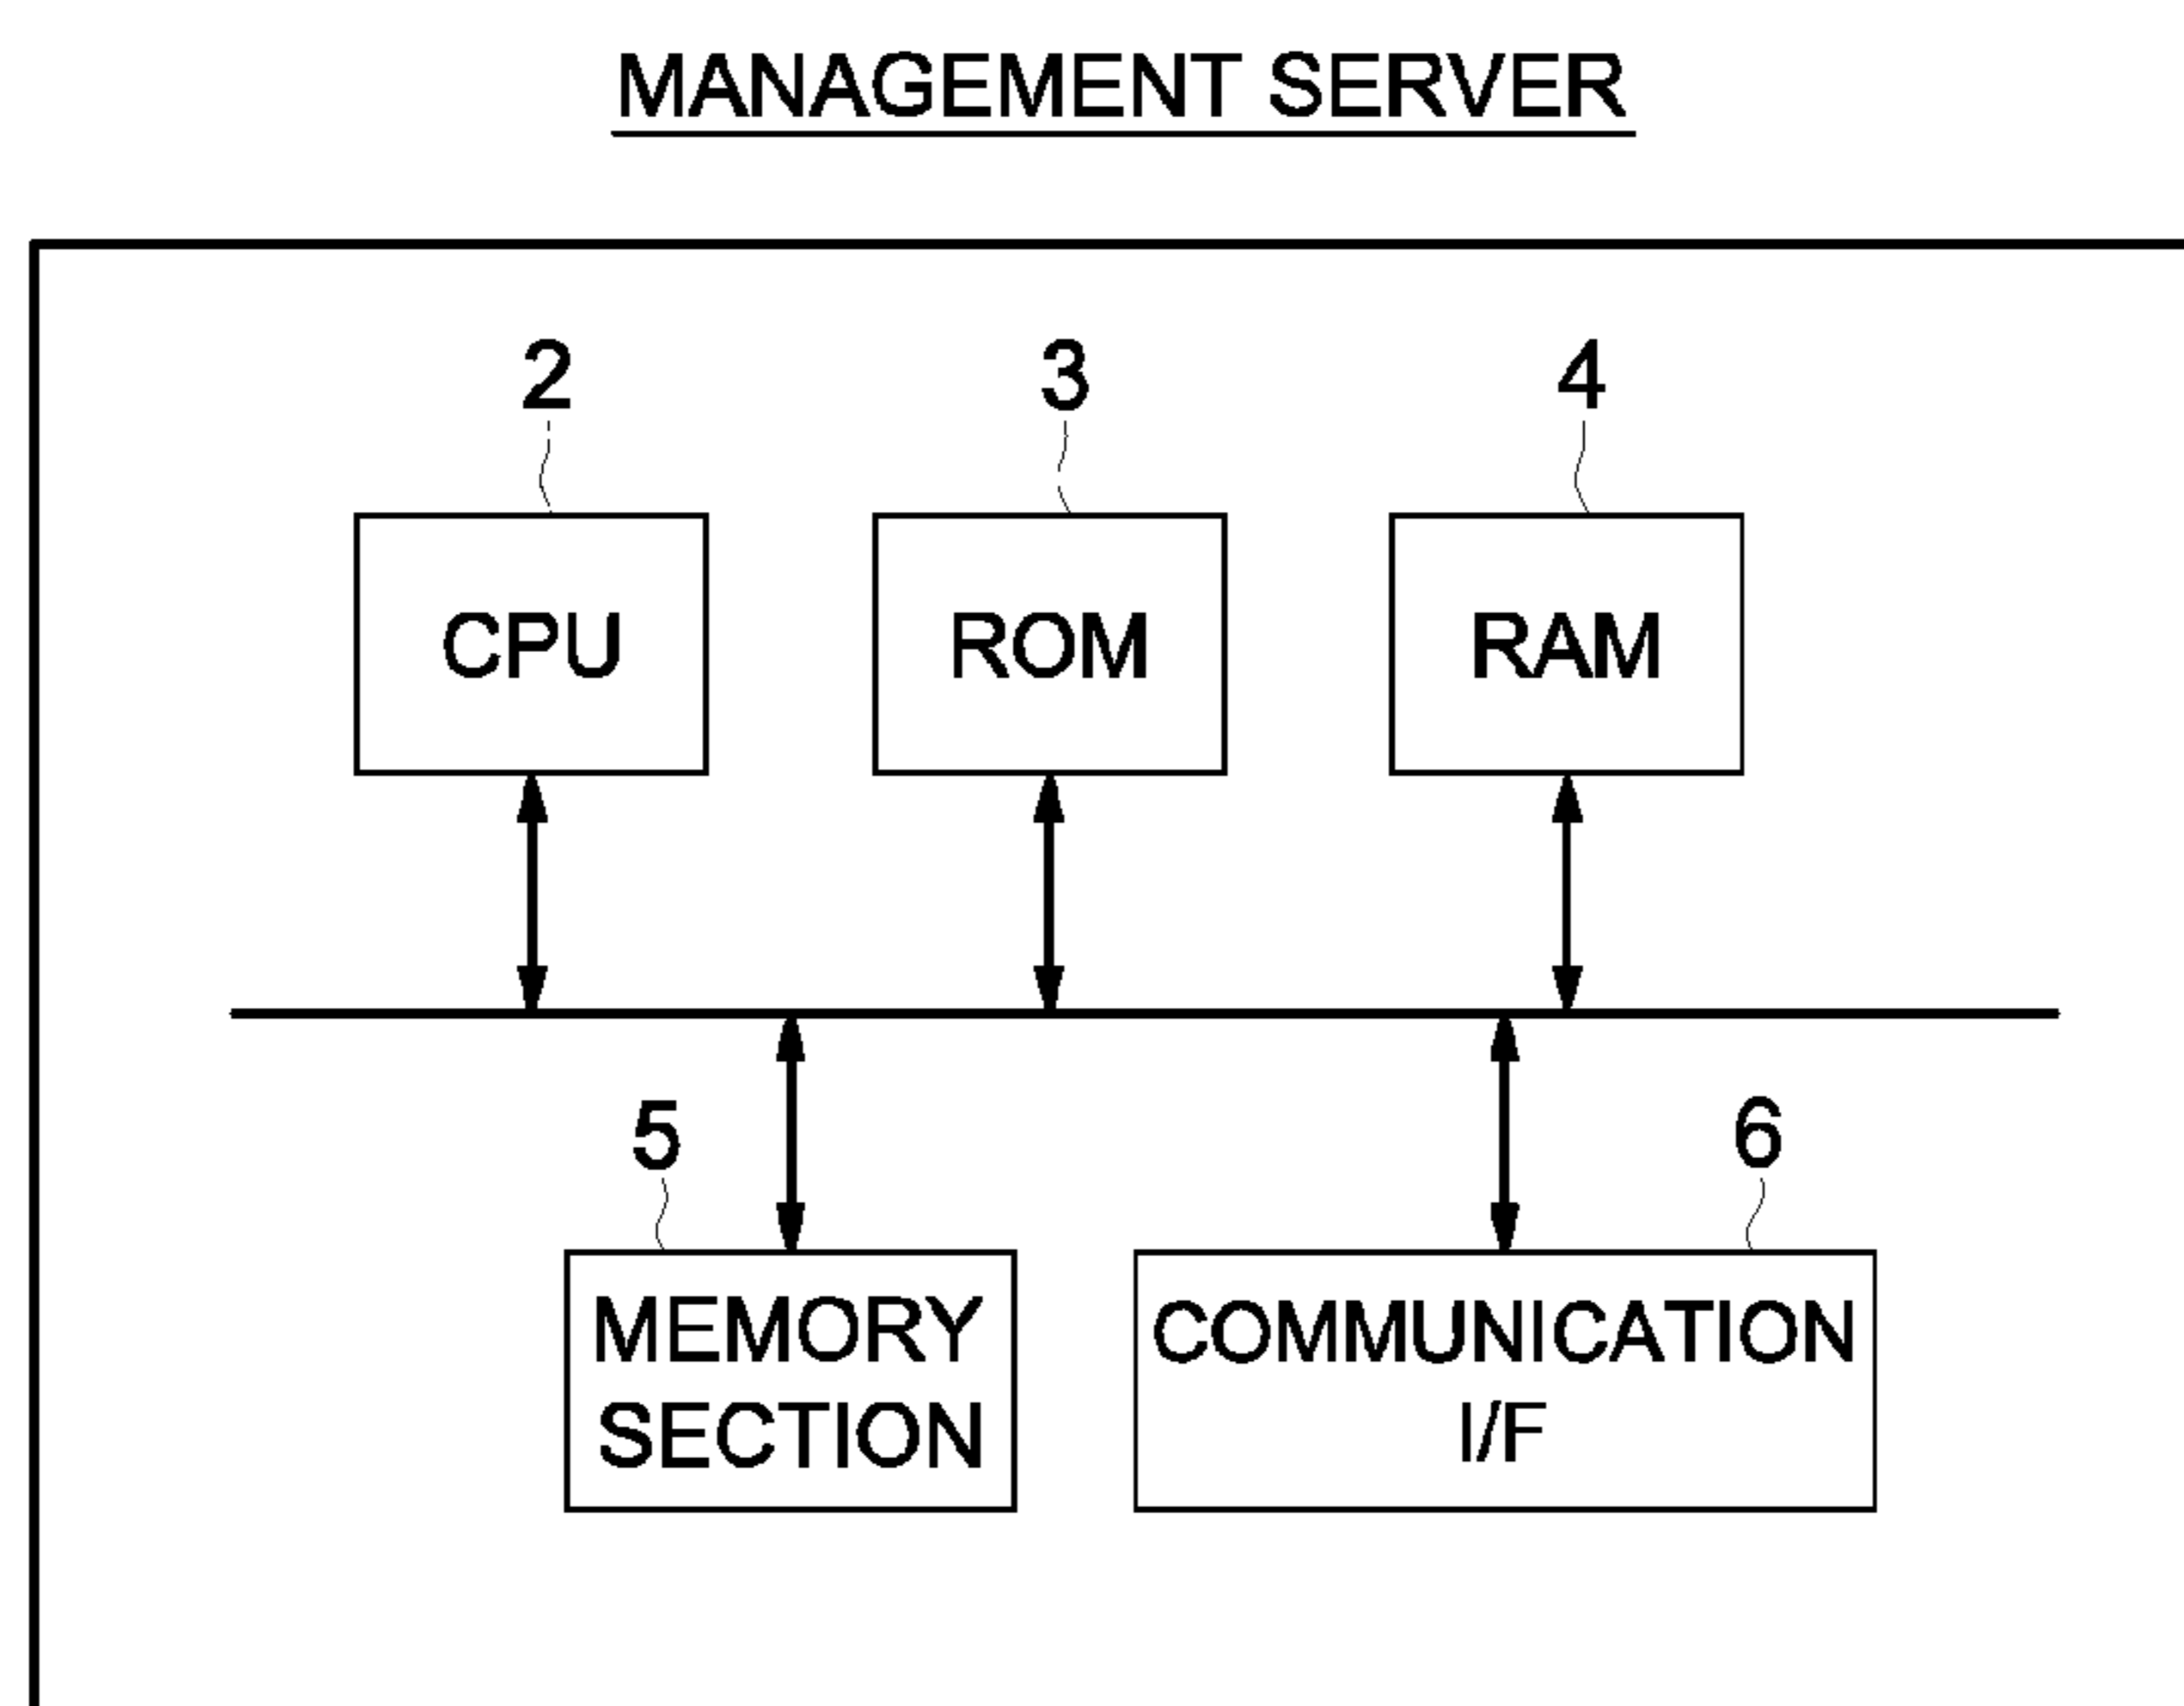 MANAGEMENT SERVER
2
3
4
CPU
ROM
RAM
5
6
MEMORY
SECTION
COMMUNICATION
I/F